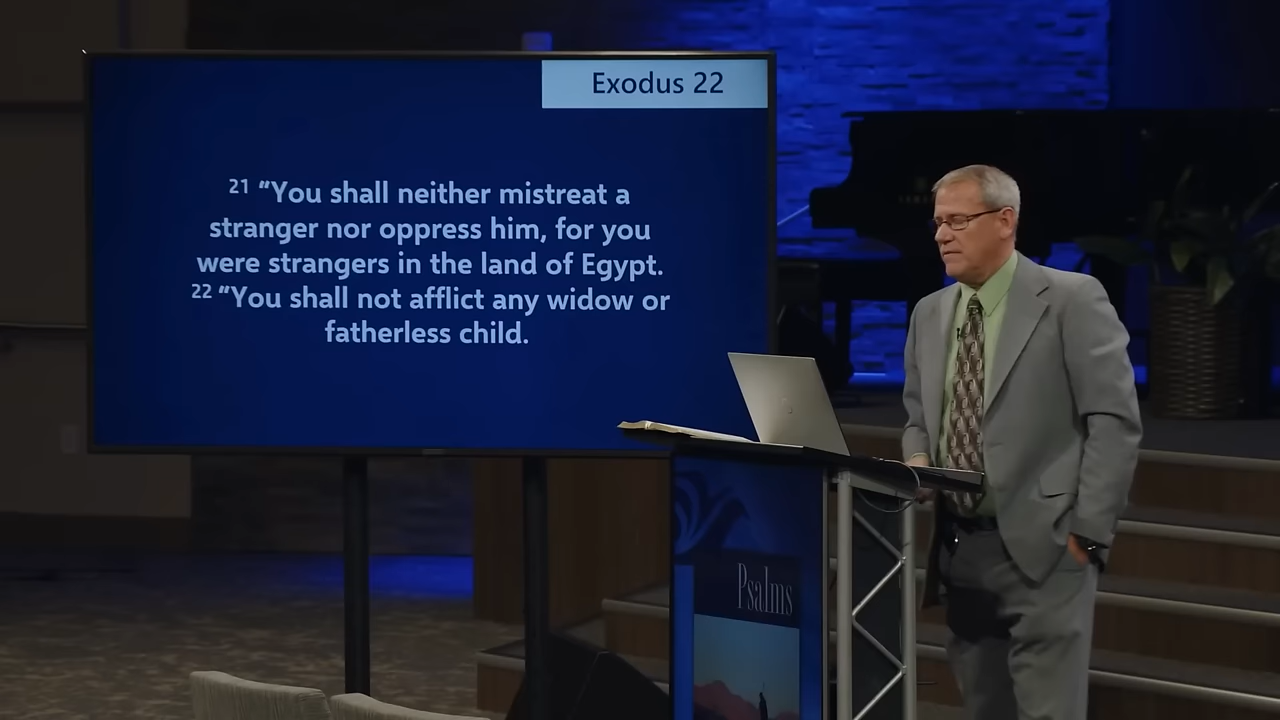 Exodus 22
21 “You shall neither mistreat a
stranger nor oppress him, for you
were strangers in the land of Egypt.
22 “You shall not afflict any widow or
fatherless child.
Psalms